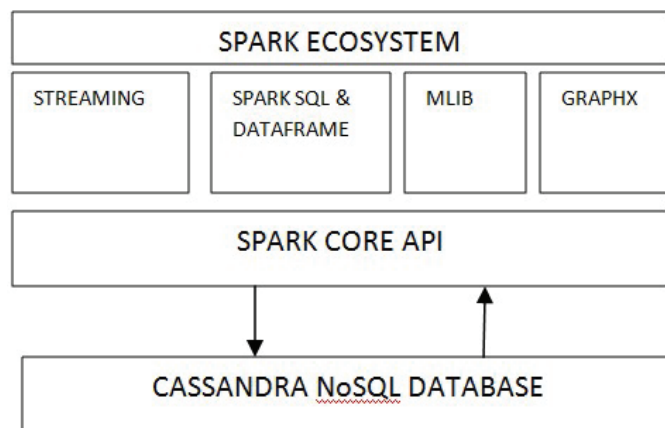 SPARK ECOSYSTEM
STREAMING
SPARK SQL &
DATAFRAME
MLIB
GRAPHX
SPARK CORE API
CASSANDRA NoSQL DATABASE